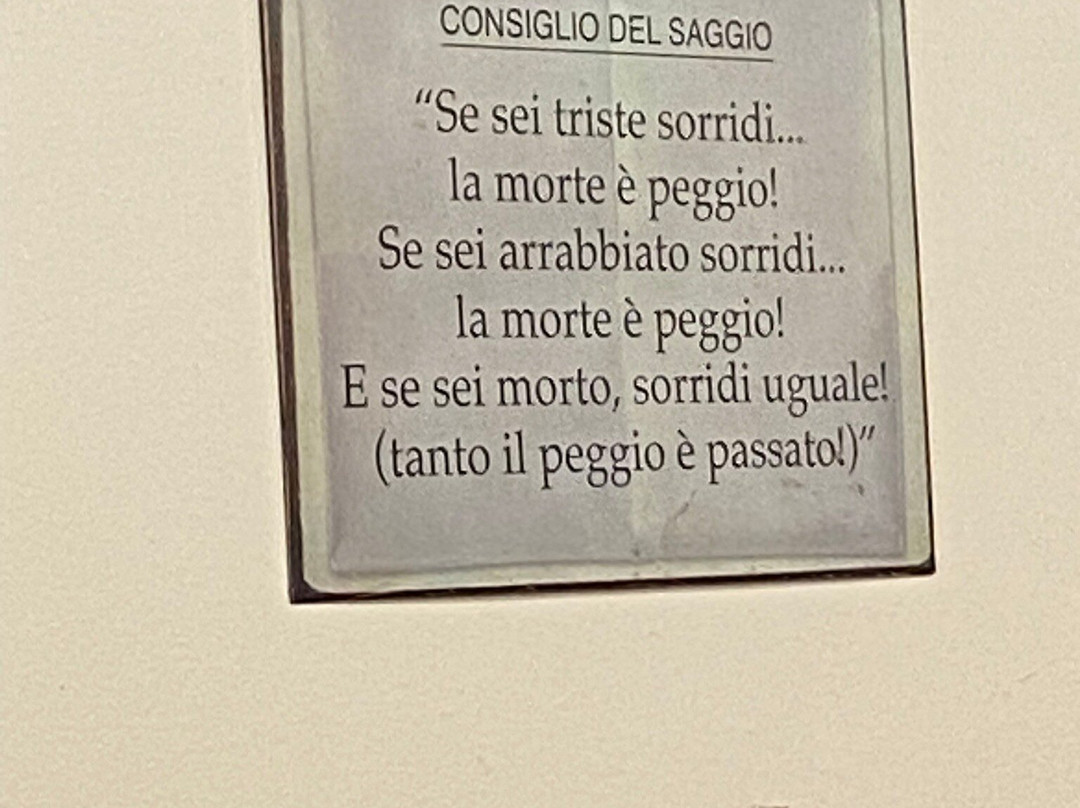 CONSIGLIO DEL SAGGIO
“Se sei triste sorridi...
la morte è peggio!
Se sei arrabbiato sorridi...
la morte è peggio!
E se sei morto, sorridi uguale!
(tanto il peggio è passato!)”